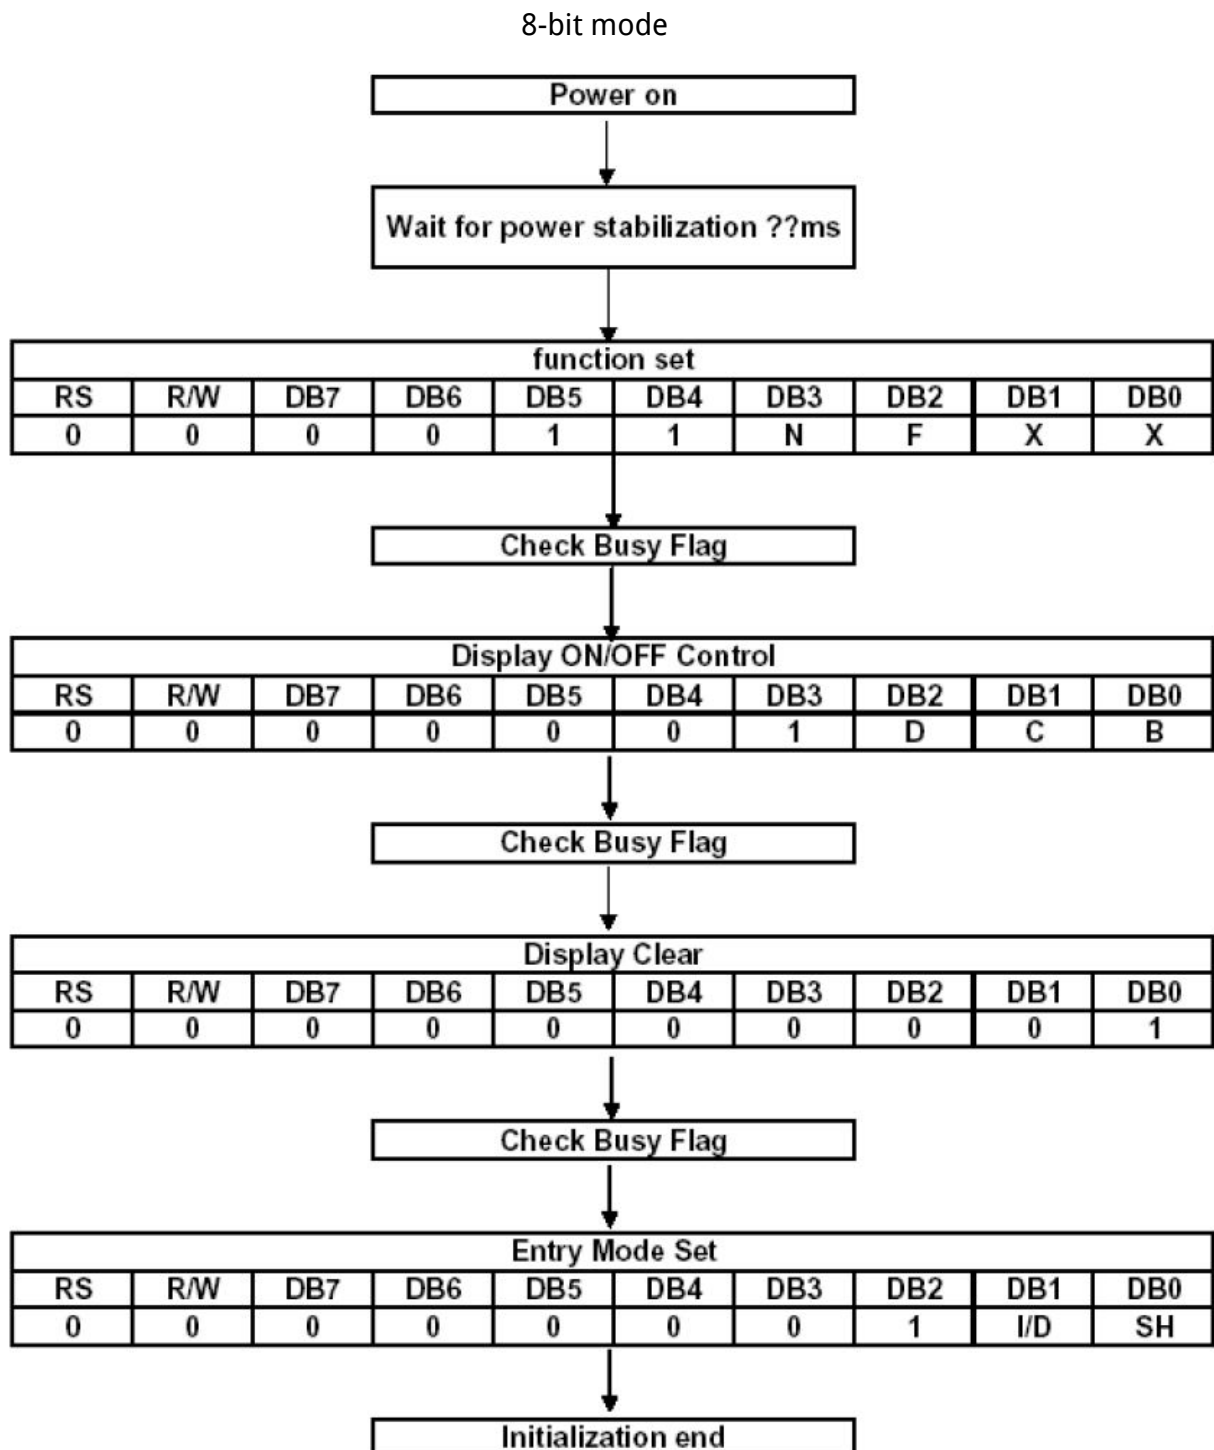 8-bit mode
Power on
Wait for power stabilization ??ms
function set
RS R/W DB7 DB6 DB5 DB4 DB3 DB2 DB1 DB0
0 0 0 0 1 1 N F X X
Check Busy Flag
Display ON/OFF Control
RS R/W DB7 DB6 DB5 DB4 DB3 DB2 DB1 DB0
0 0 0 0 0 0 1 D C B
Check Busy Flag
Display Clear
RS R/W DB7 DB6 DB5 DB4 DB3 DB2 DB1 DB0
0 0 0 0 0 0 0 0 0 1
Check Busy Flag
Entry Mode Set
RS R/W DB7 DB6 DB5 DB4 DB3 DB2 DB1 DB0
0 0 0 0 0 0 0 1 I/D SH
Initialization end